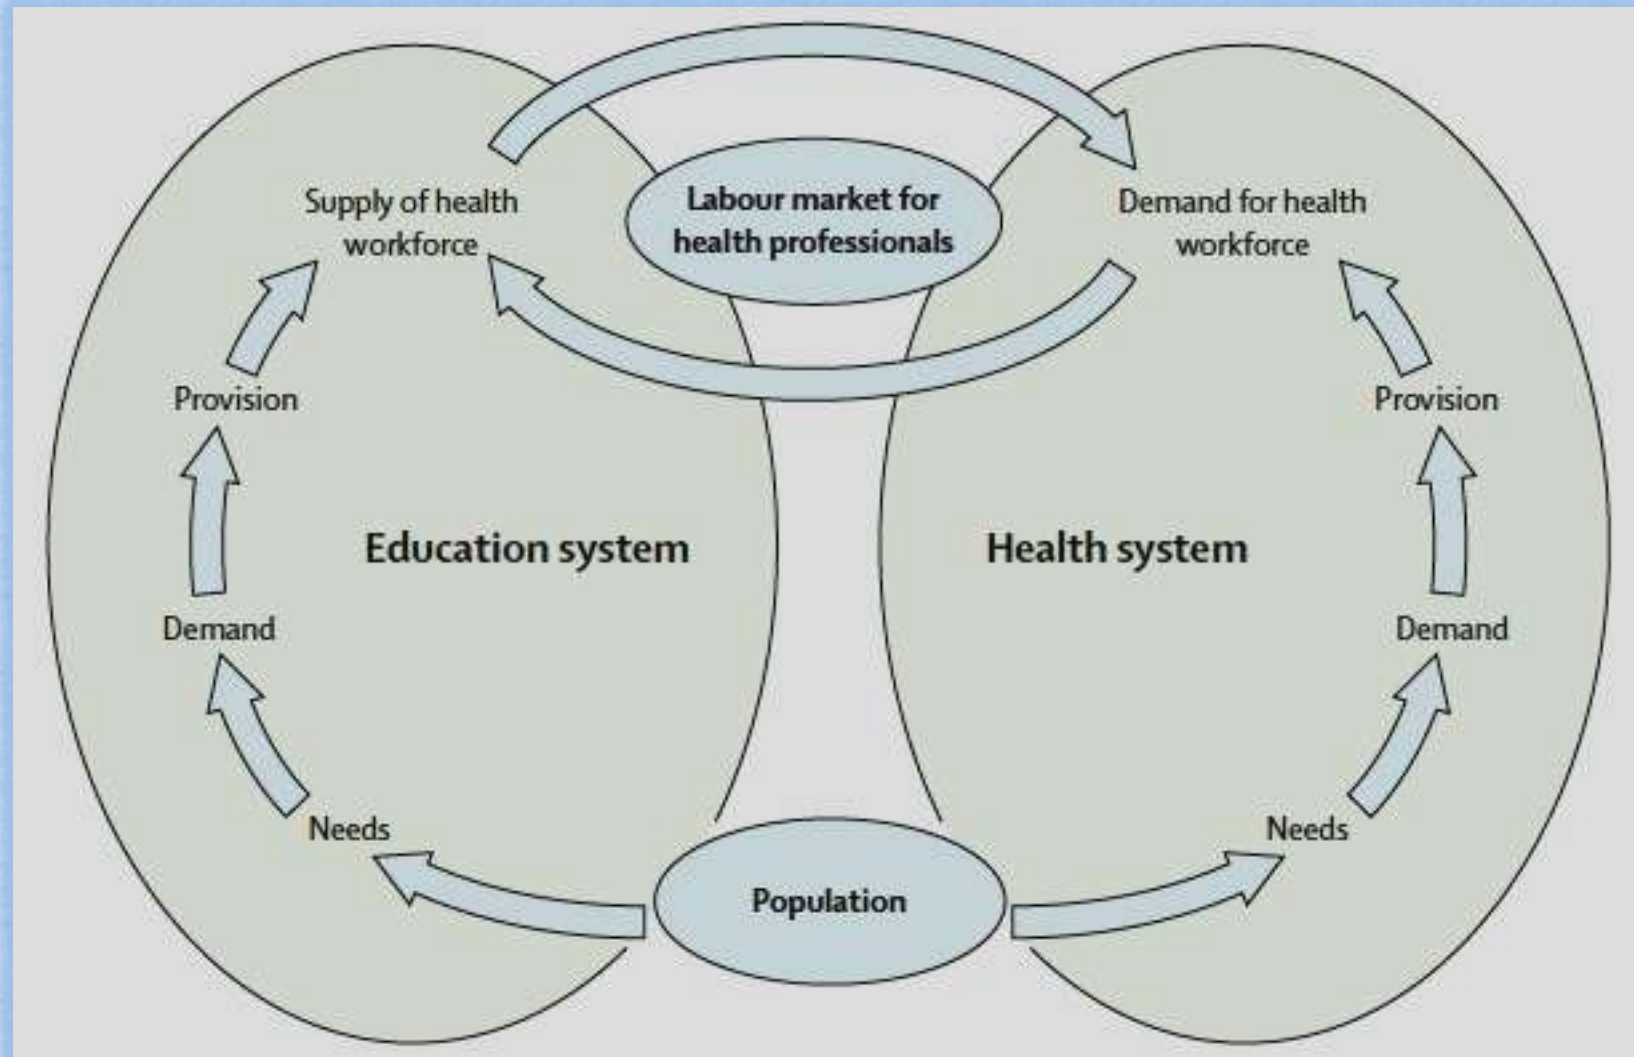 Supply of health
workforce
Labour market for
health professionals
Demand for health
workforce
Provision
Provision
Education system
Health system
Demand
Demand
Needs
Needs
Population